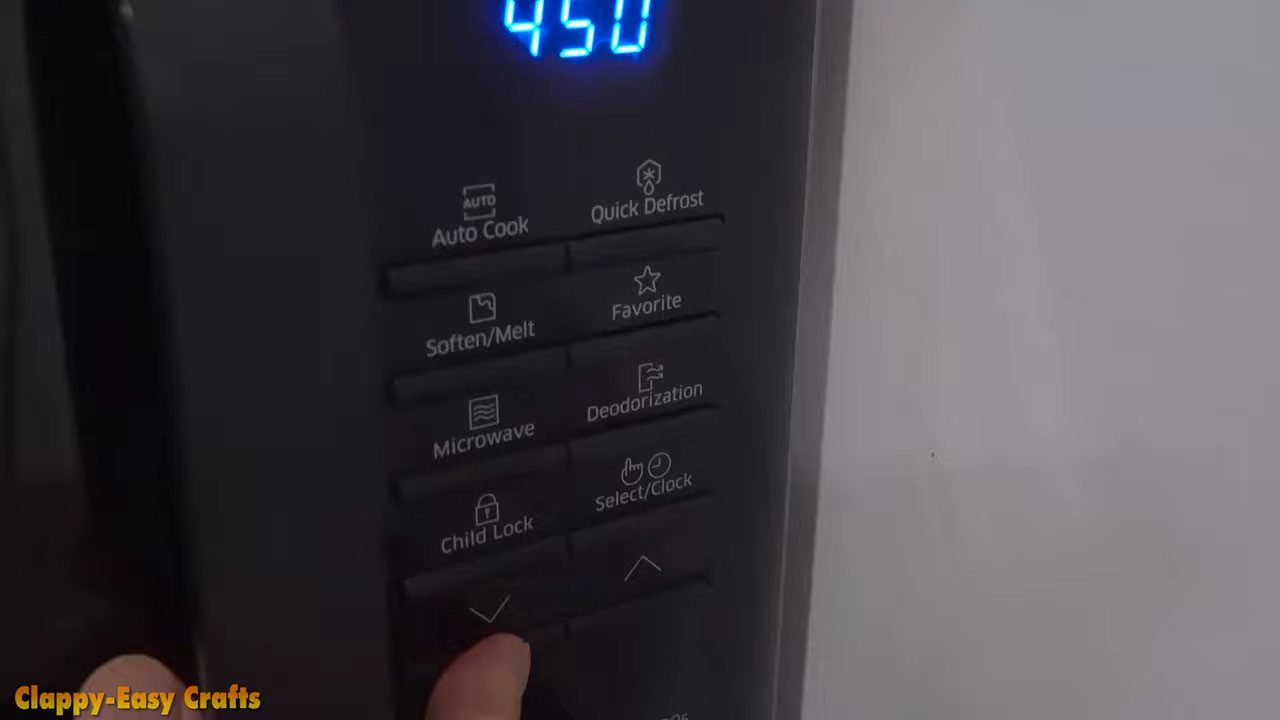 450
AUTO
Auto Cook
Quick Defrost
Soften/Melt
Favorite
Microwave
Deodorization
Child Lock
Select/Clock
Clappy-Easy Crafts